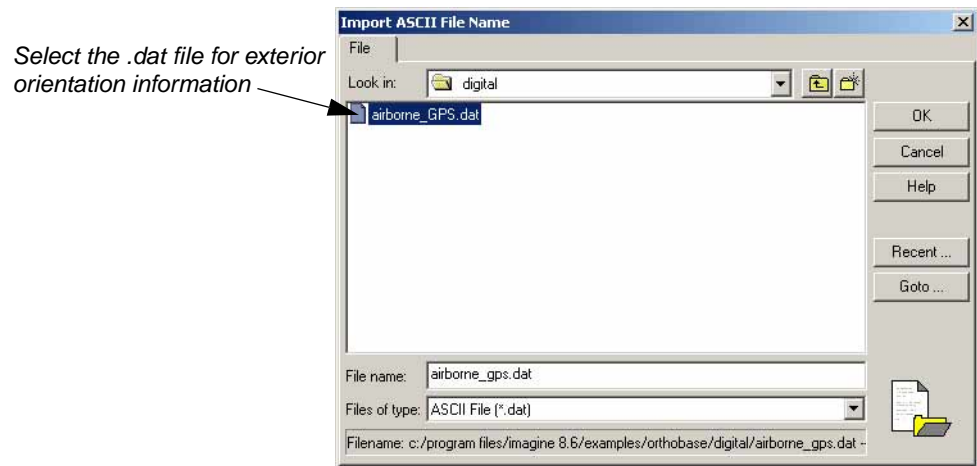 Import ASCII File Name
File
Select the .dat file for exterior
orientation information
Look in:
digital
airborne_GPS.dat
OK
Cancel
Help
Recent ...
Goto ...
File name:
airborne_gps.dat
Files of type:
ASCII File (*.dat)
Filename: c:/program files/imagine 8.6/examples/orthobase/digital/airborne_gps.dat --